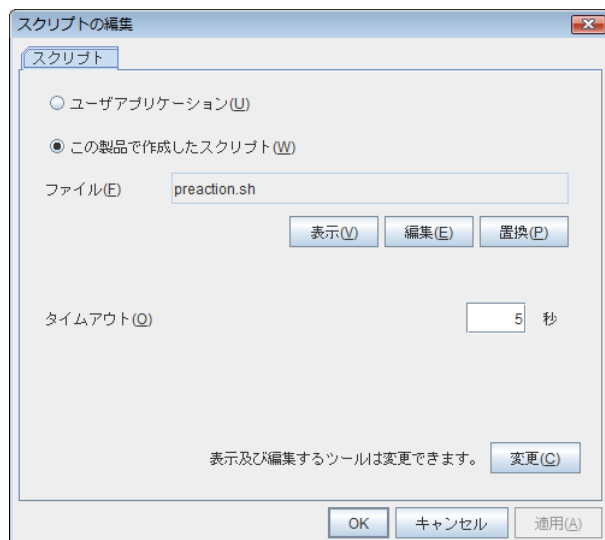 スクリプトの編集
スクリプト
ユーザアプリケーション(U)
この製品で作成したスクリプト(W)
ファイル(F) preaction.sh
表示(V) 編集(E) 置換(P)
タイムアウト(O) 5 秒
表示及び編集するツールは変更できます。 変更(C)
OK キャンセル 適用(A)